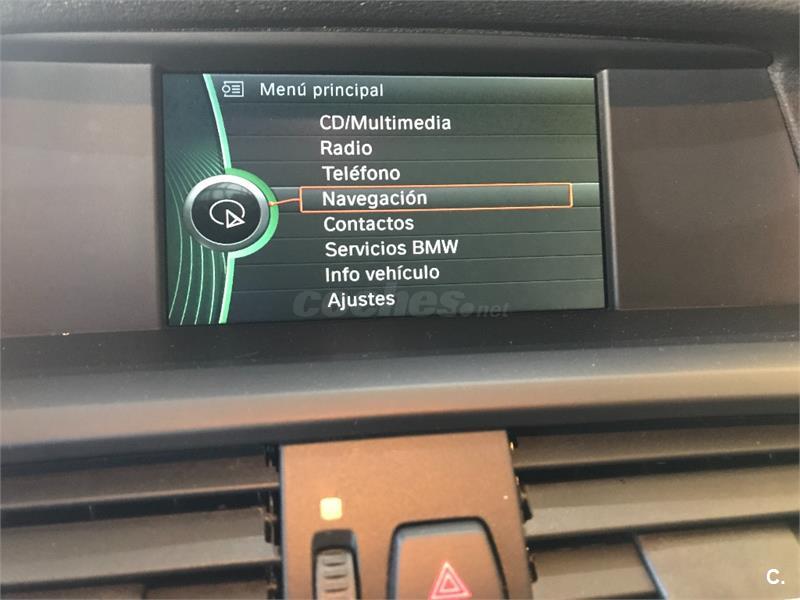 Menú principal
CD/Multimedia
Radio
Teléfono
Navegación
Contactos
Servicios BMW
Info vehículo
Ajustes
coches.net
C.